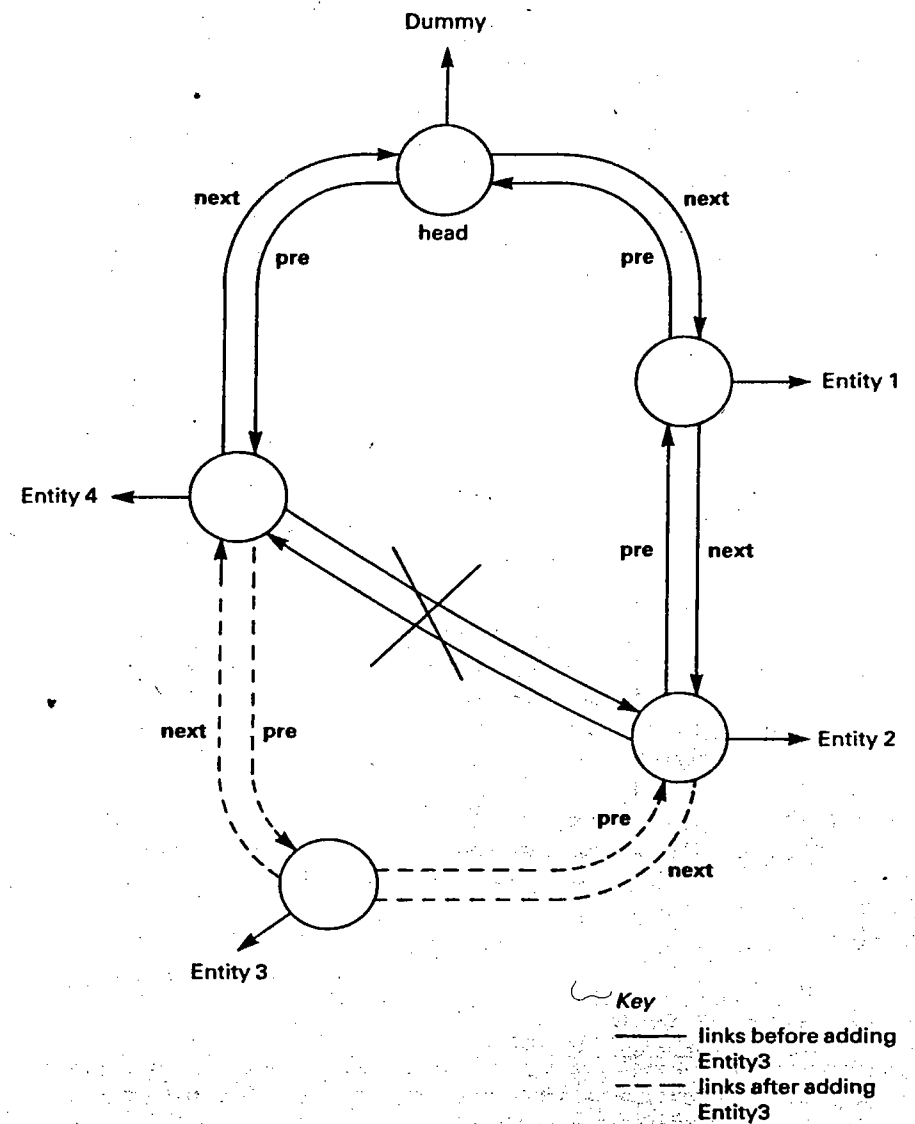 Dummy
next
next
head
pre
pre
Entity 1
Entity 4
pre
next
next
pre
Entity 2
pre
next
Entity 3
Key
links before adding
Entity3
links after adding
Entity3